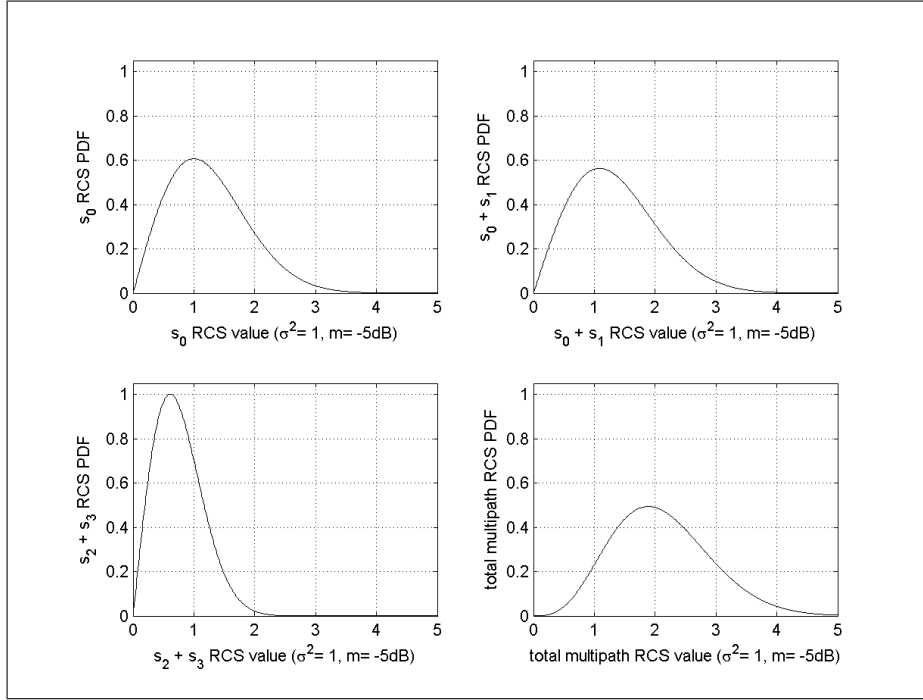 1
0.8
0.6
0.4
0.2
0
s₀ RCS PDF
0 1 2 3 4 5
s₀ RCS value (σ²= 1, m= -5dB)
1
0.8
0.6
0.4
0.2
0
s₀ + s₁ RCS PDF
0 1 2 3 4 5
s₀ + s₁ RCS value (σ²= 1, m= -5dB)
1
0.8
0.6
0.4
0.2
0
s₂ + s₃ RCS PDF
0 1 2 3 4 5
s₂ + s₃ RCS value (σ²= 1, m= -5dB)
1
0.8
0.6
0.4
0.2
0
total multipath RCS PDF
0 1 2 3 4 5
total multipath RCS value (σ²= 1, m= -5dB)